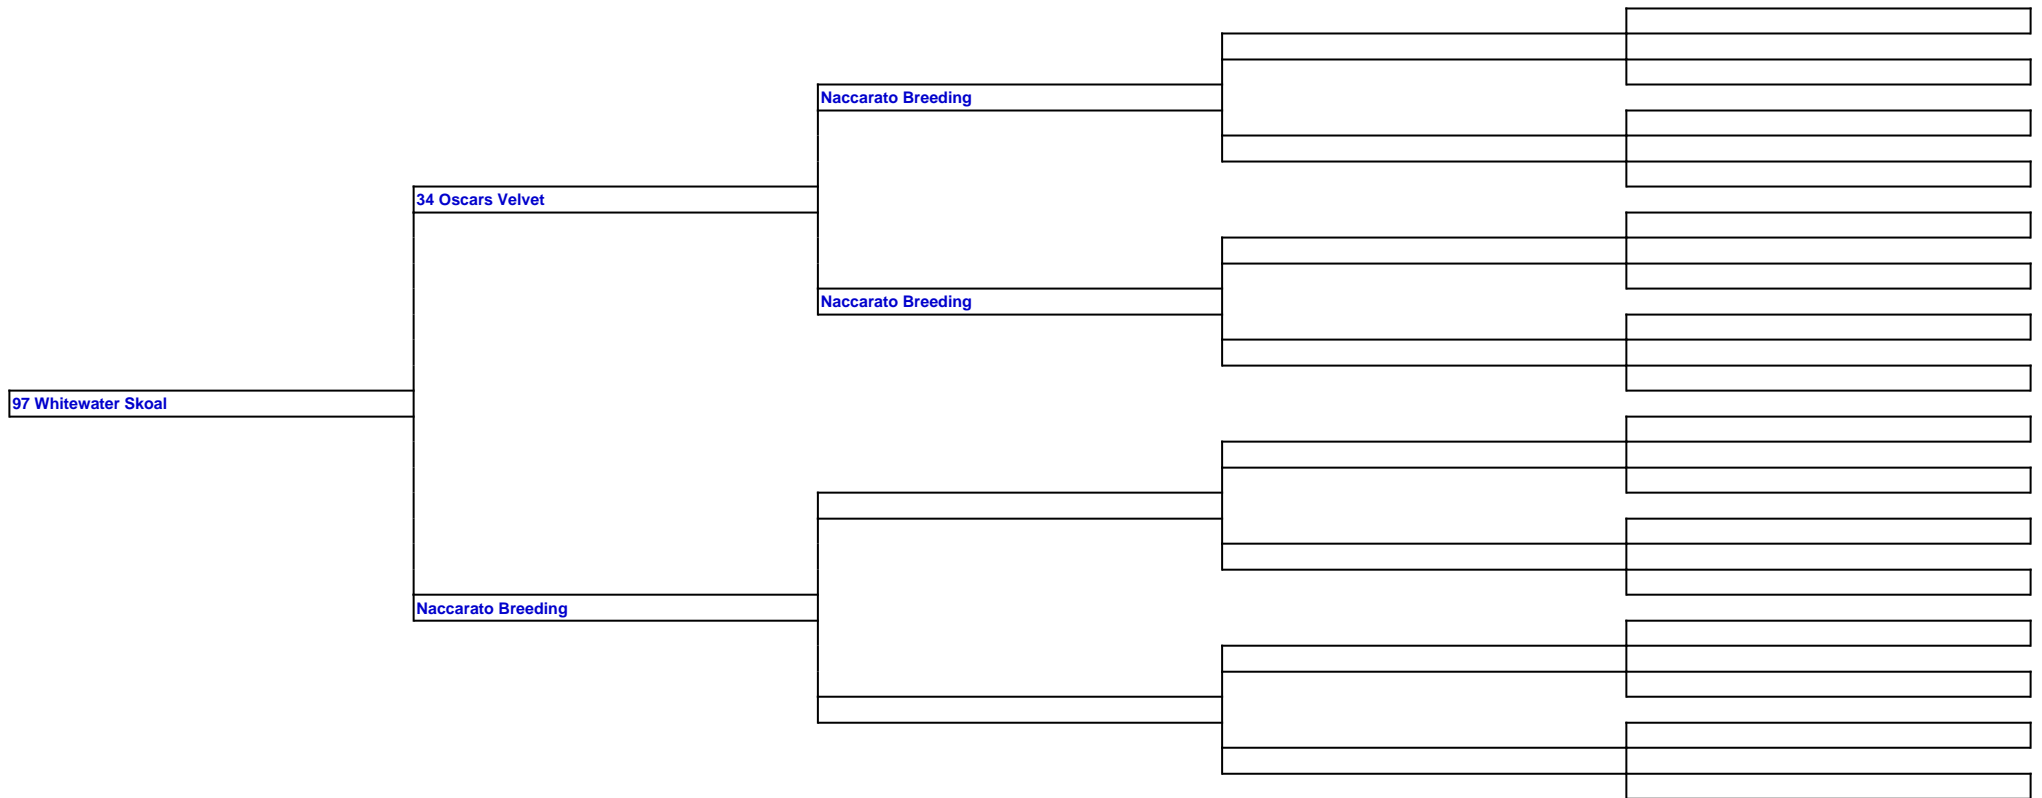 Naccarato Breeding
34 Oscars Velvet
Naccarato Breeding
97 Whitewater Skoal
Naccarato Breeding